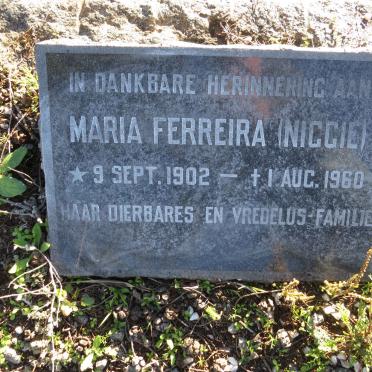 IN DANKBARE HERINNERING AAN
MARIA FERREIRA (NIGGIE)
★ 9 SEPT. 1902 – † 1 AUG. 1960
HAAR DIERBARES EN VREDELUS-FAMILIE